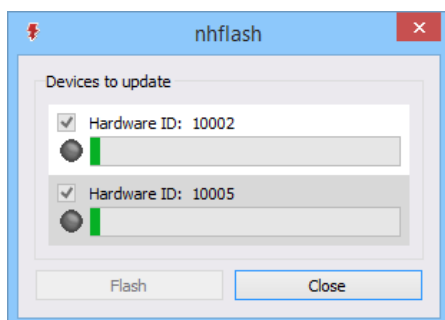 nhflash
Devices to update
Hardware ID: 10002
Hardware ID: 10005
Flash
Close